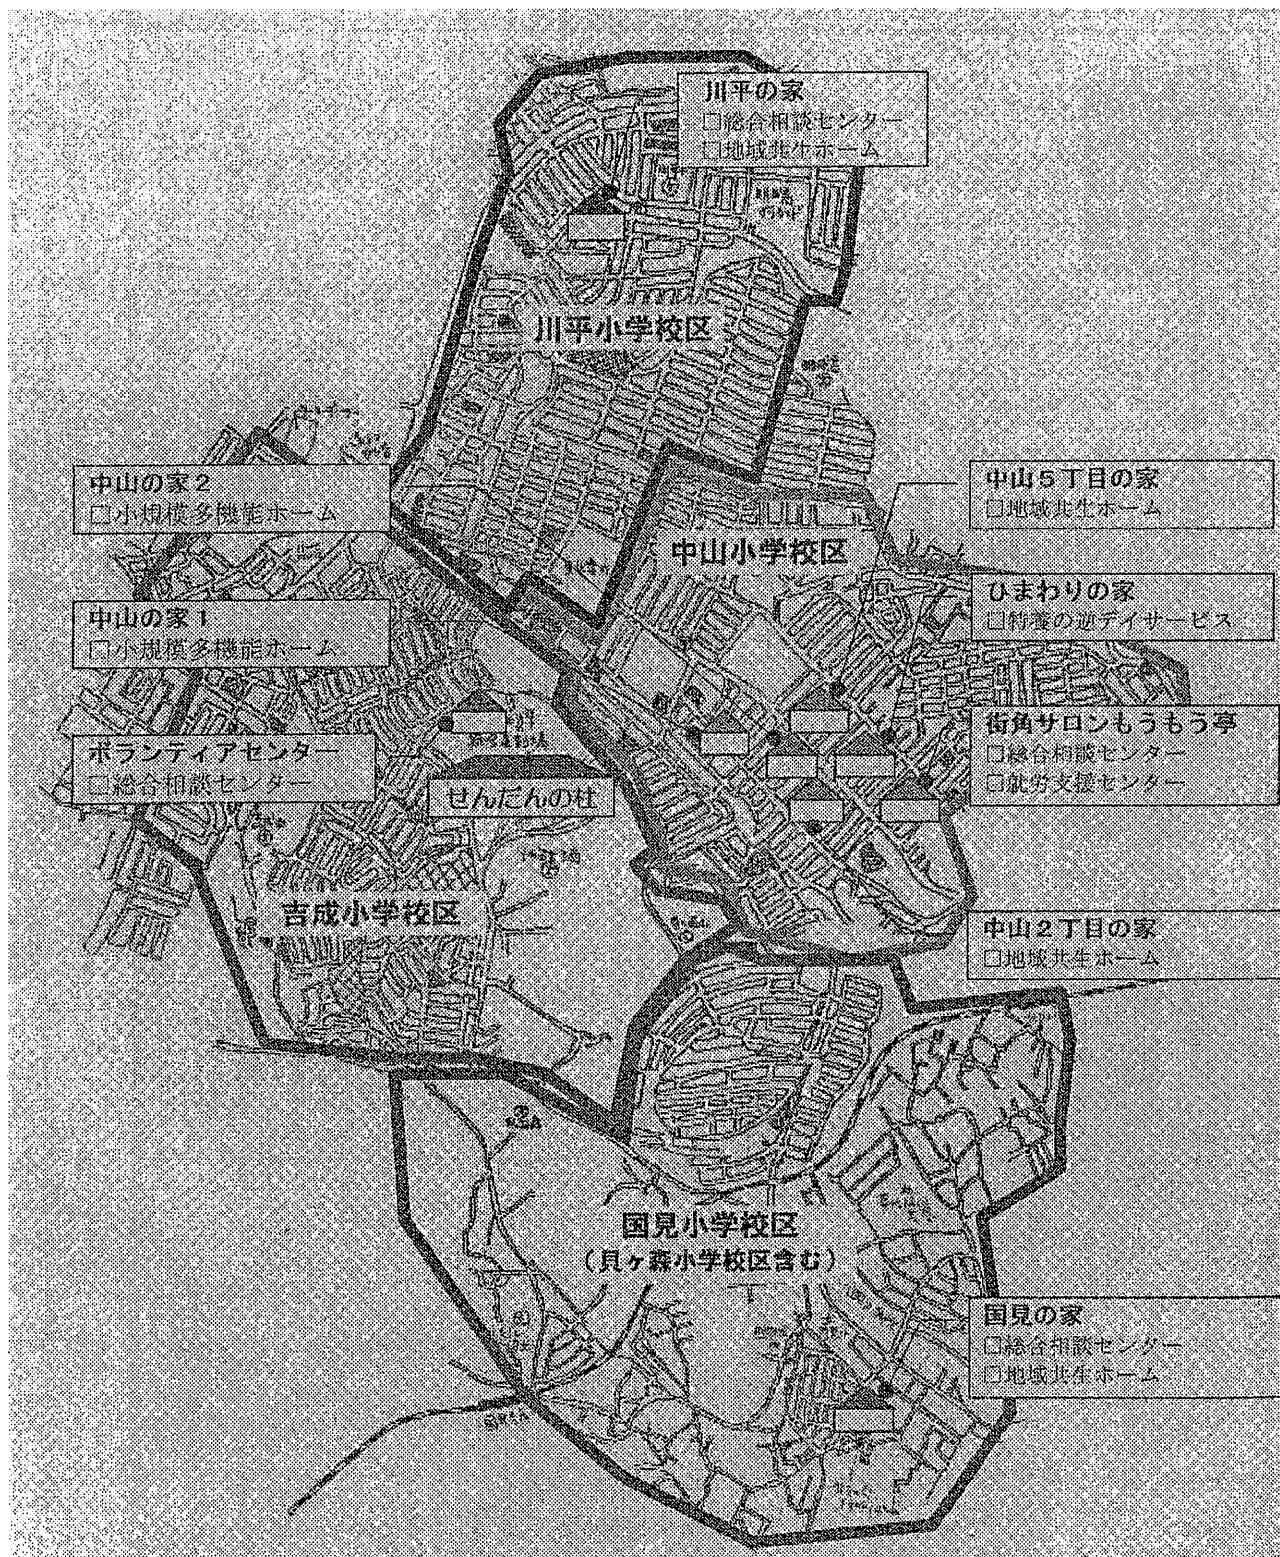 川平の家
□総合相談センター
□地域共生ホーム
川平小学校区
中山の家2
□小規模多機能ホーム
中山5丁目の家
□地域共生ホーム
中山小学校区
ひまわりの家
□特養の逆デイサービス
中山の家1
□小規模多機能ホーム
街角サロンもうもう亭
□総合相談センター
□就労支援センター
ボランティアセンター
□総合相談センター
せんだんの杜
吉成小学校区
中山2丁目の家
□地域共生ホーム
国見小学校区
(貝ヶ森小学校区含む)
国見の家
□総合相談センター
□地域共生ホーム